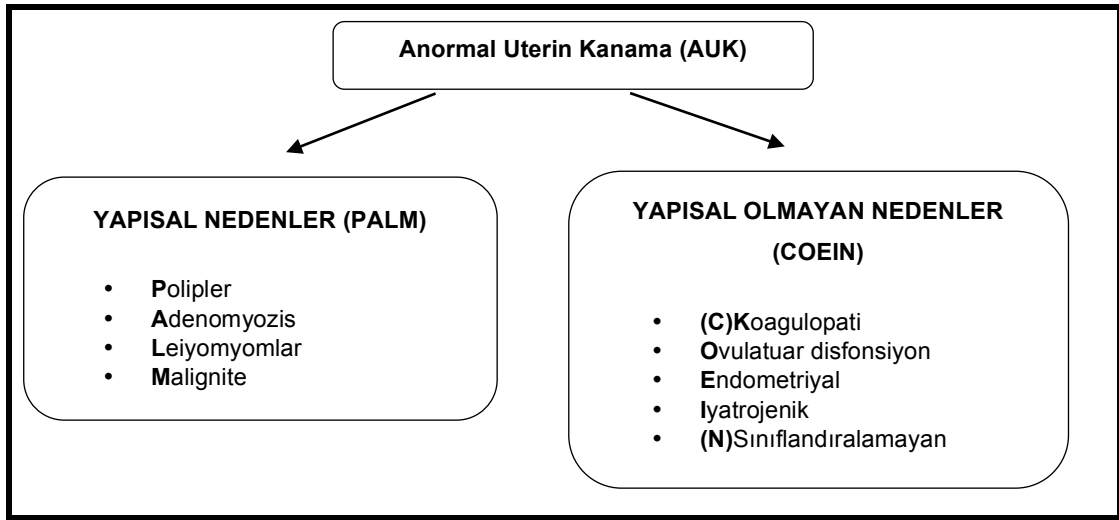 Anormal Uterin Kanama (AUK)
YAPISAL NEDENLER (PALM)
• Polipler
• Adenomyozis
• Leiyomyomlar
• Malignite
YAPISAL OLMAYAN NEDENLER
(COEIN)
• (C)Koagulopati
• Ovulatuar disfonsiyon
• Endometriyal
• Iyatrojenik
• (N)Sınıflandıralamayan